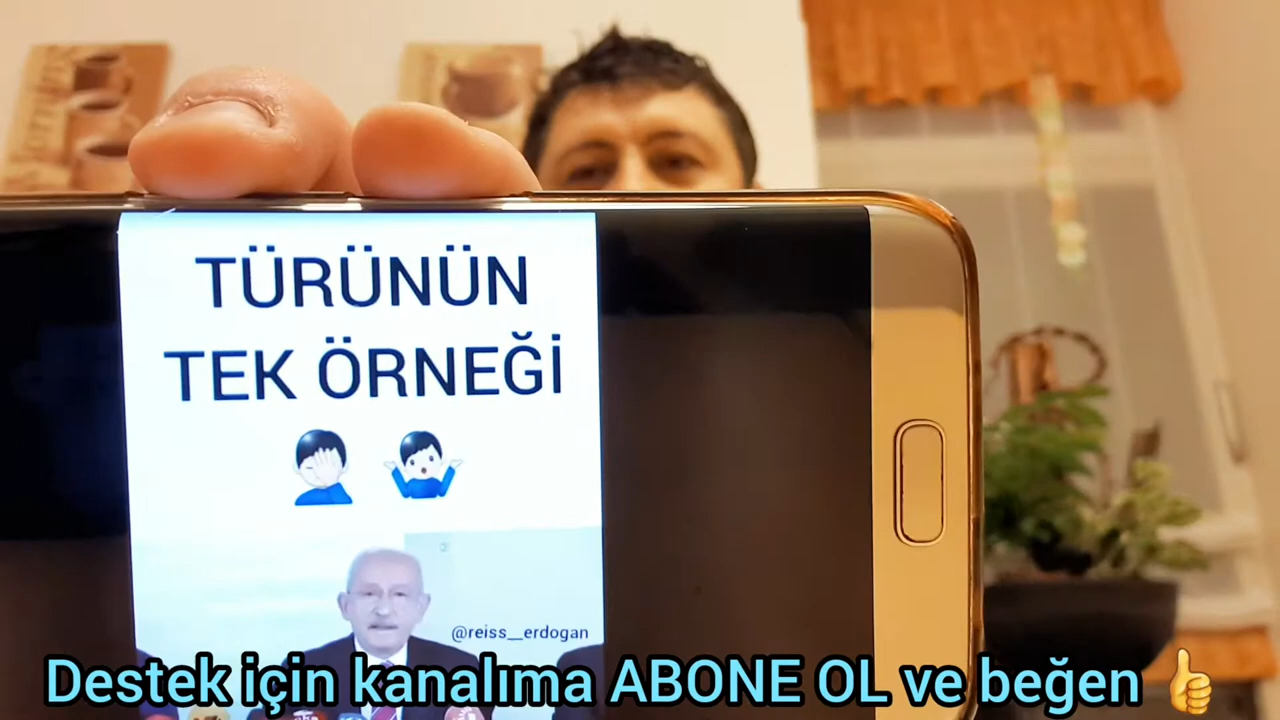 TÜRÜNÜN
TEK ÖRNEĞİ
@reiss__erdogan
Destek için kanalıma ABONE OL ve beğen